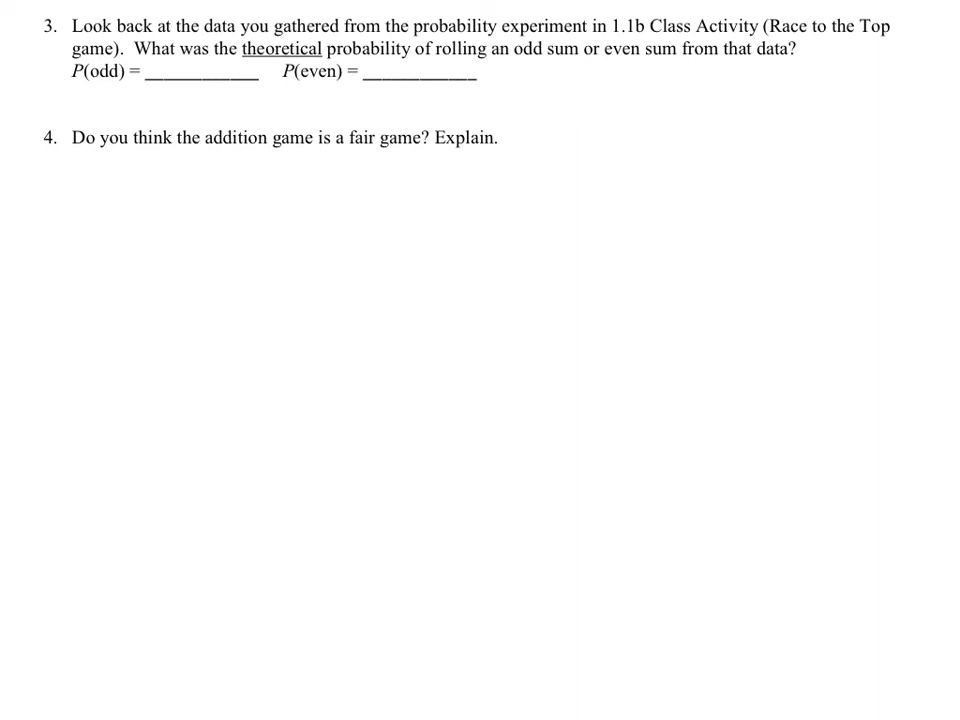 3. Look back at the data you gathered from the probability experiment in 1.1b Class Activity (Race to the Top
game). What was the theoretical probability of rolling an odd sum or even sum from that data?
P(odd) = ____________ P(even) = ____________
4. Do you think the addition game is a fair game? Explain.